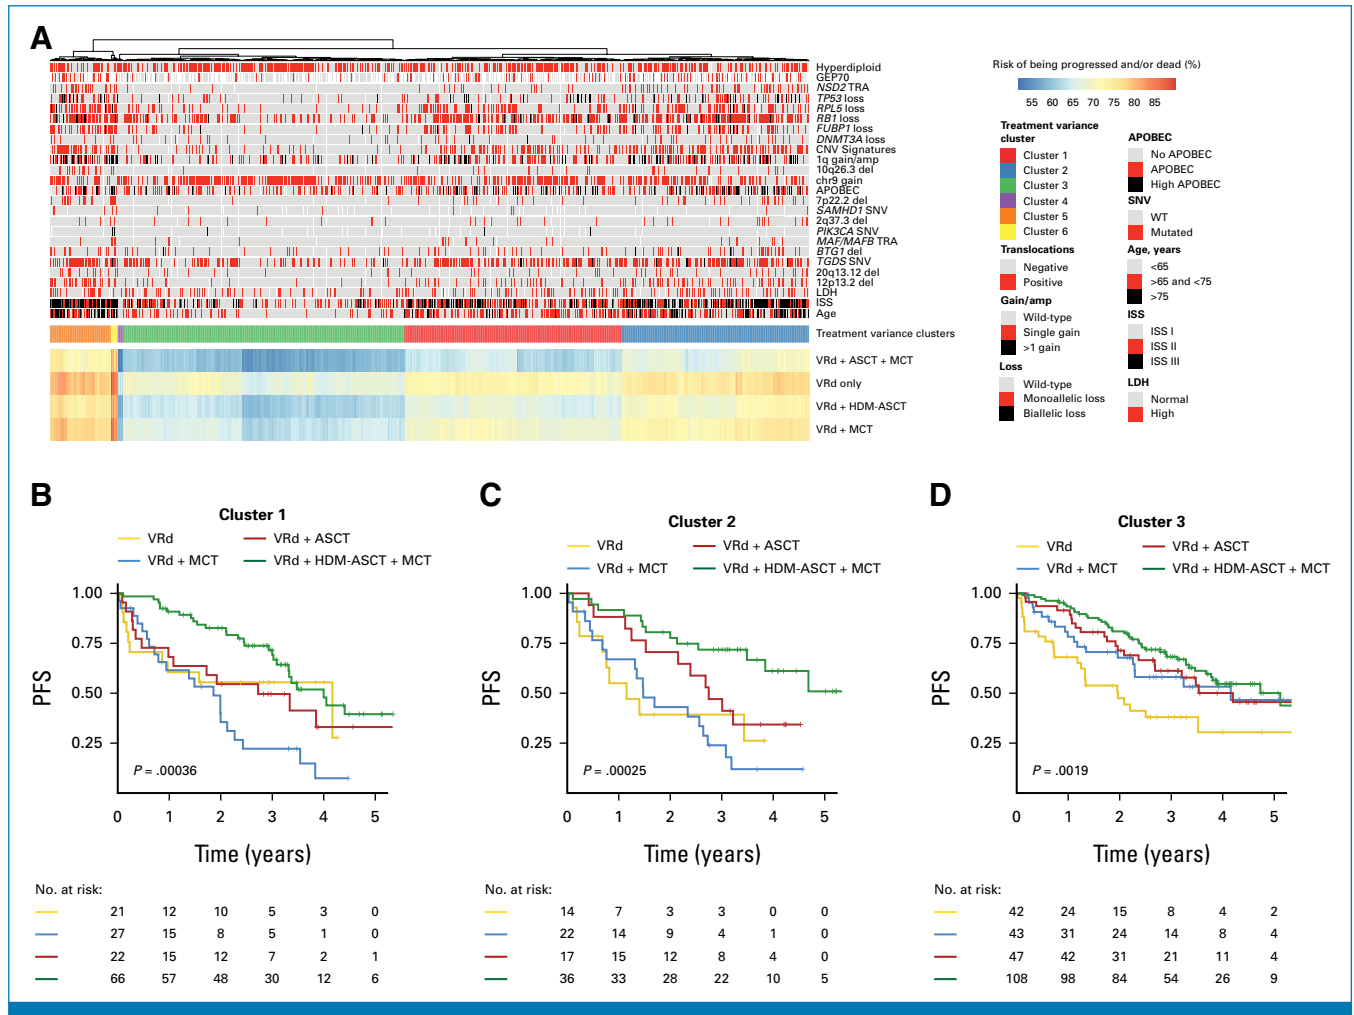 A
Hyperdiploid
GEP70
NSD2 TRA
TP53 loss
RPL5 loss
RB1 loss
FUBP1 loss
DNMT3A loss
CNV Signatures
1q gain/amp
10q26.3 del
chr9 gain
APOBEC
7p22.2 del
SAMHD1 SNV
2q37.3 del
PIK3CA SNV
MAF/MAFB TRA
BTG1 del
TGDS SNV
20q13.12 del
12p13.2 del
LDH
ISS
Age
Treatment variance clusters
VRd + ASCT + MCT
VRd only
VRd + HDM-ASCT
VRd + MCT
Risk of being progressed and/or dead (%)
55 60 65 70 75 80 85
Treatment variance
cluster
Cluster 1
Cluster 2
Cluster 3
Cluster 4
Cluster 5
Cluster 6
Translocations
Negative
Positive
Gain/amp
Wild-type
Single gain
>1 gain
Loss
Wild-type
Monoallelic loss
Biallelic loss
APOBEC
No APOBEC
APOBEC
High APOBEC
SNV
WT
Mutated
Age, years
<65
>65 and <75
>75
ISS
ISS I
ISS II
ISS III
LDH
Normal
High
B
Cluster 1
VRd
VRd + ASCT
VRd + MCT
VRd + HDM-ASCT + MCT
PFS
1.00
0.75
0.50
0.25
P = .00036
0 1 2 3 4 5
Time (years)
No. at risk:
21 12 10 5 3 0
27 15 8 5 1 0
22 15 12 7 2 1
66 57 48 30 12 6
C
Cluster 2
VRd
VRd + ASCT
VRd + MCT
VRd + HDM-ASCT + MCT
PFS
1.00
0.75
0.50
0.25
P = .00025
0 1 2 3 4 5
Time (years)
No. at risk:
14 7 3 3 0 0
22 14 9 4 1 0
17 15 12 8 4 0
36 33 28 22 10 5
D
Cluster 3
VRd
VRd + ASCT
VRd + MCT
VRd + HDM-ASCT + MCT
PFS
1.00
0.75
0.50
0.25
P = .0019
0 1 2 3 4 5
Time (years)
No. at risk:
42 24 15 8 4 2
43 31 24 14 8 4
47 42 31 21 11 4
108 98 84 54 26 9